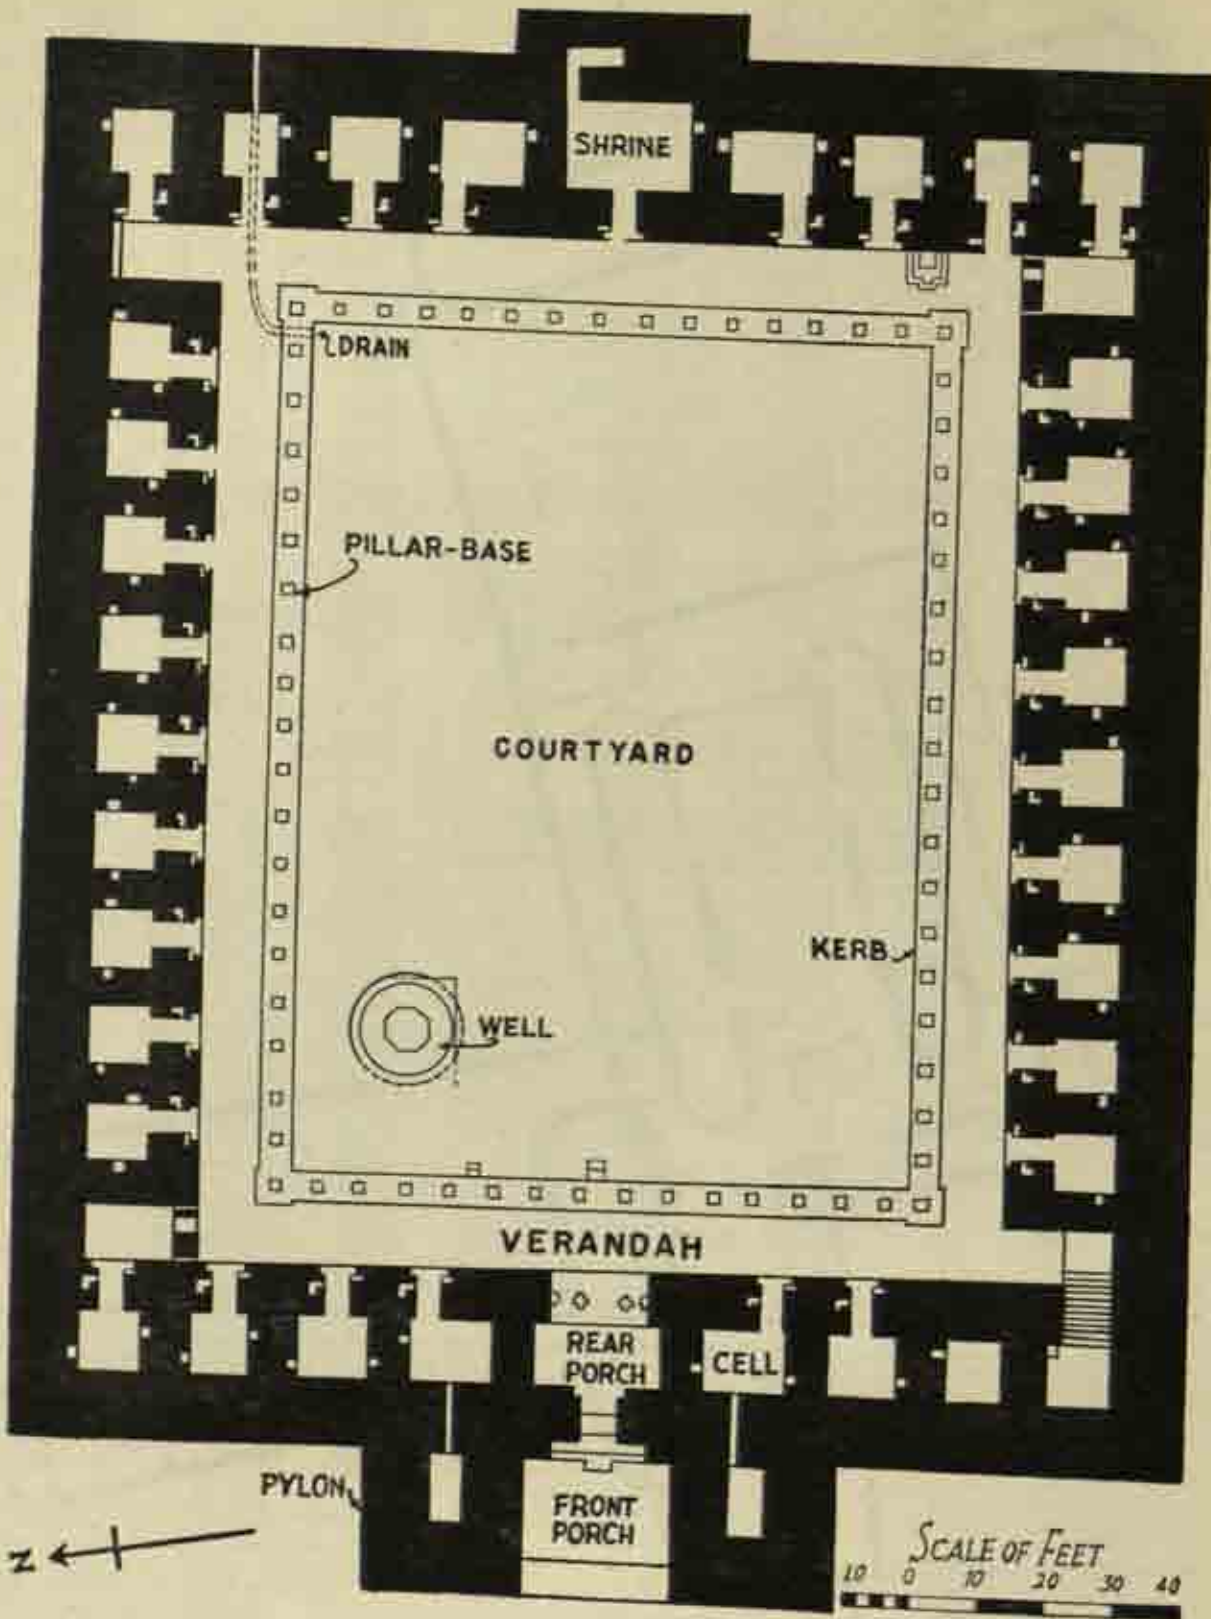 SHRINE
DRAIN
PILLAR-BASE
COURTYARD
KERB
WELL
VERANDAH
REAR
PORCH
CELL
PYLON
FRONT
PORCH
N
SCALE OF FEET
10 0 10 20 30 40